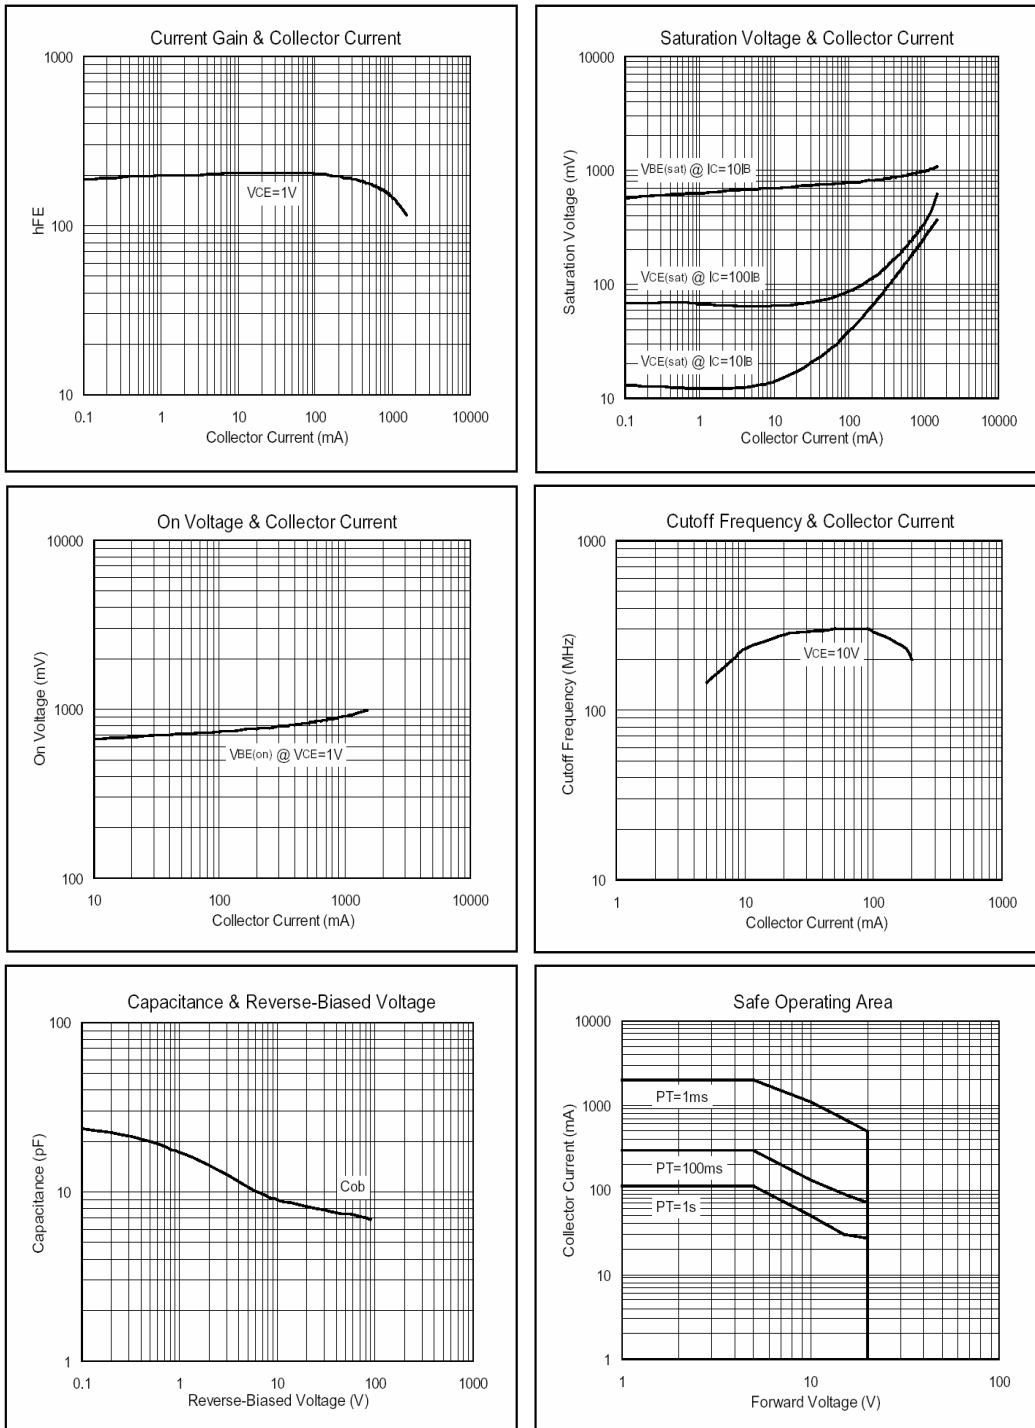 Current Gain & Collector Current
1000
100
10
hFE
VCE=1V
0.1 1 10 100 1000 10000
Collector Current (mA)
Saturation Voltage & Collector Current
10000
1000
100
10
Saturation Voltage (mV)
VBE(sat) @ IC=10IB
VCE(sat) @ IC=100IB
VCE(sat) @ IC=10IB
0.1 1 10 100 1000 10000
Collector Current (mA)
On Voltage & Collector Current
10000
1000
100
On Voltage (mV)
VBE(on) @ VCE=1V
10 100 1000 10000
Collector Current (mA)
Cutoff Frequency & Collector Current
1000
100
10
Cutoff Frequency (MHz)
VCE=10V
1 10 100 1000
Collector Current (mA)
Capacitance & Reverse-Biased Voltage
100
10
1
Capacitance (pF)
Cob
0.1 1 10 100 1000
Reverse-Biased Voltage (V)
Safe Operating Area
10000
1000
100
10
1
Collector Current (mA)
PT=1ms
PT=100ms
PT=1s
1 10 100
Forward Voltage (V)